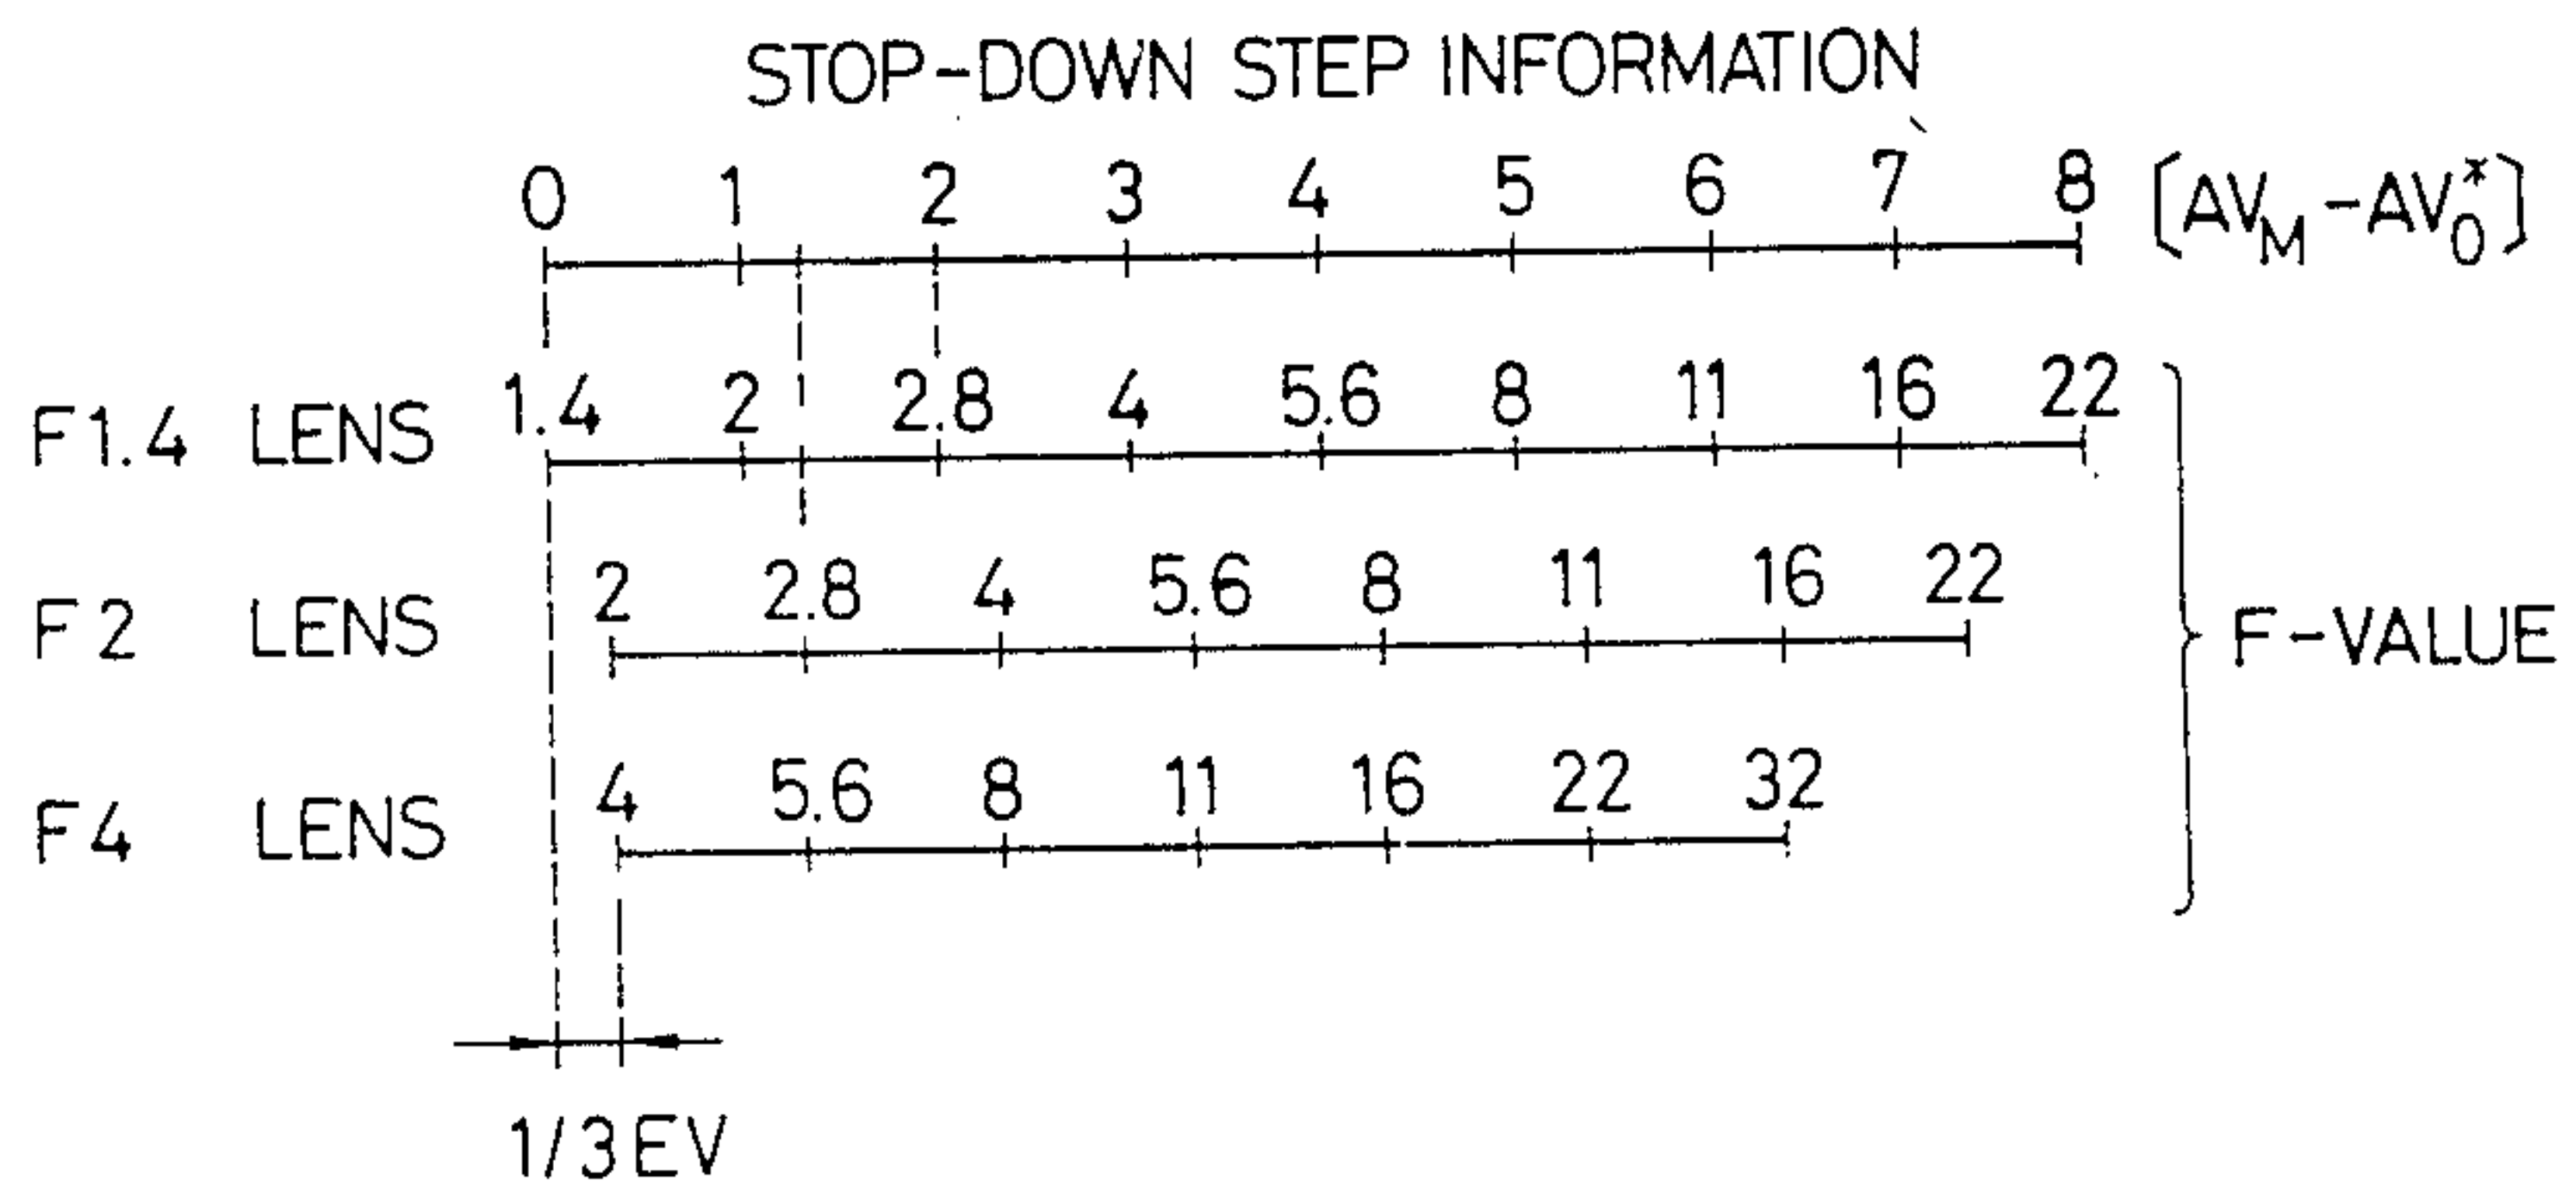 STOP-DOWN STEP INFORMATION
0 1 2 3 4 5 6 7 8 [AVM-AV0*]
F1.4 LENS 1.4 2 2.8 4 5.6 8 11 16 22
F2 LENS 2 2.8 4 5.6 8 11 16 22 F-VALUE
F4 LENS 4 5.6 8 11 16 22 32
1/3EV